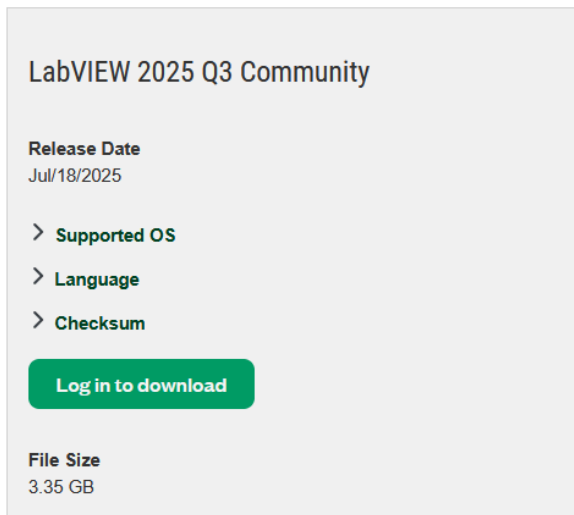 LabVIEW 2025 Q3 Community
Release Date
Jul/18/2025
Supported OS
Language
Checksum
Log in to download
File Size
3.35 GB